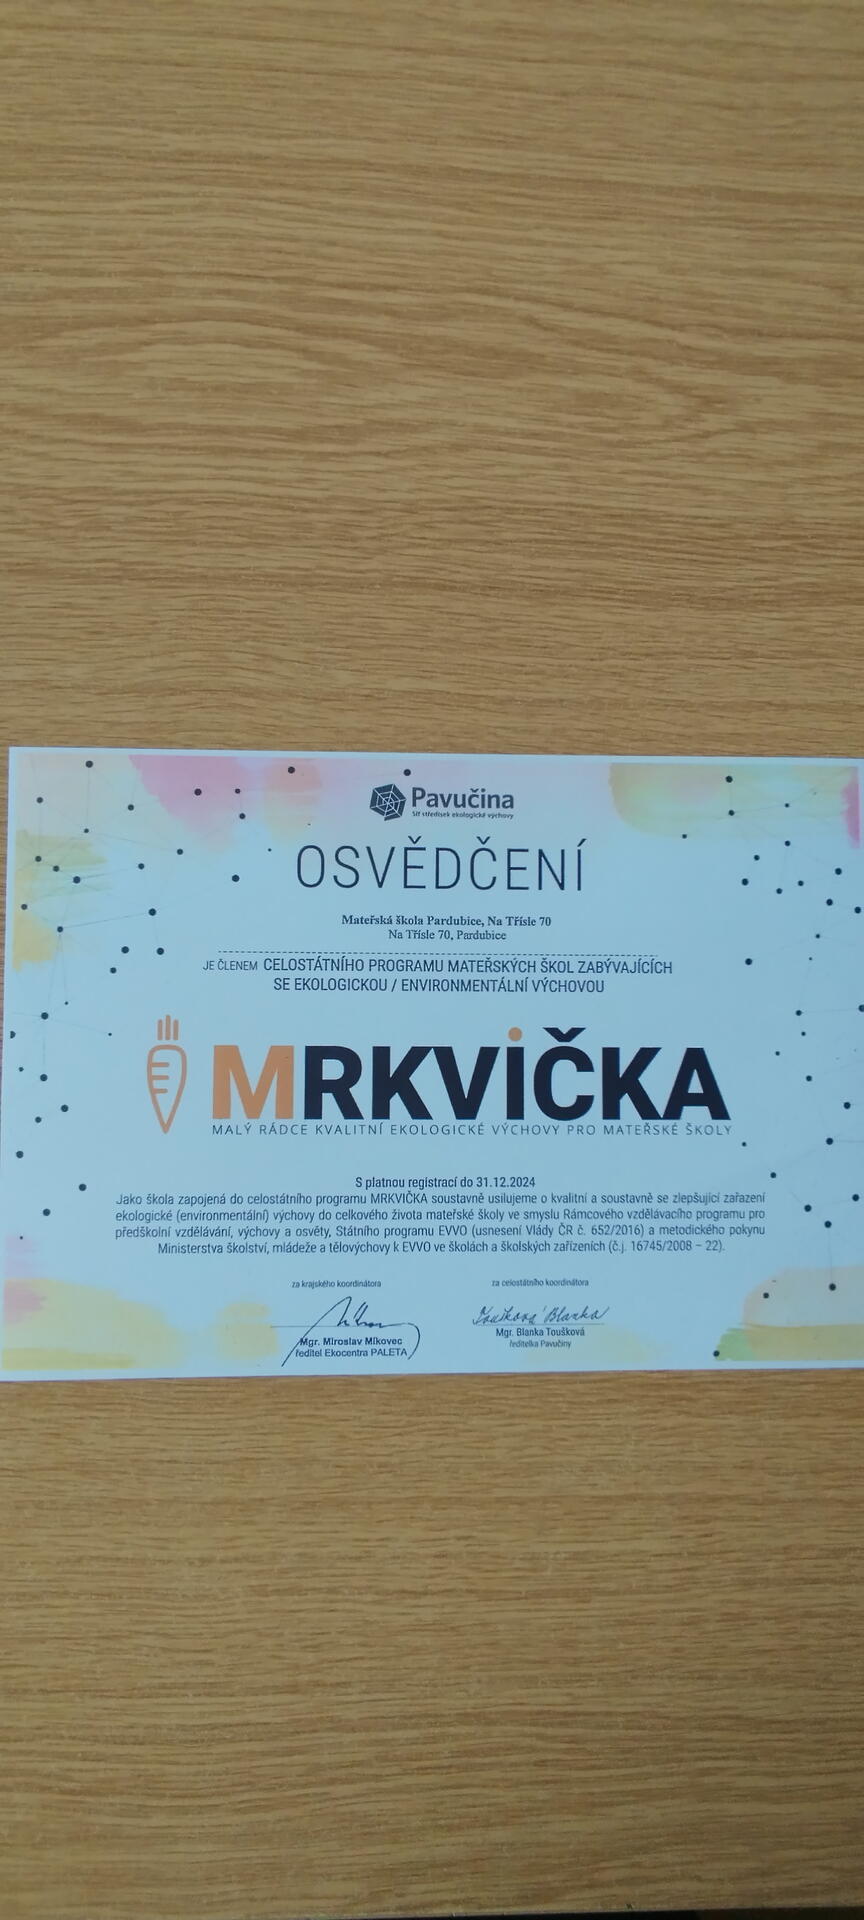 Pavučina
Síť středisek ekologické výchovy
OSVĚDČENÍ
Mateřská škola Pardubice, Na Třísle 70
Na Třísle 70, Pardubice
JE ČLENEM CELOSTÁTNÍHO PROGRAMU MATEŘSKÝCH ŠKOL ZABÝVAJÍCÍCH
SE EKOLOGICKOU / ENVIRONMENTÁLNÍ VÝCHOVOU
MRKViČKA
MALÝ RÁDCE KVALITNÍ EKOLOGICKÉ VÝCHOVY PRO MATEŘSKÉ ŠKOLY
S platnou registrací do 31.12.2024
Jako škola zapojená do celostátního programu MRKVIČKA soustavně usilujeme o kvalitní a soustavně se zlepšující zařazení
ekologické (environmentální) výchovy do celkového života mateřské školy ve smyslu Rámcového vzdělávacího programu pro
předškolní vzdělávání, výchovy a osvěty, Státního programu EVVO (usnesení Vlády ČR č. 652/2016) a metodického pokynu
Ministerstva školství, mládeže a tělovýchovy k EVVO ve školách a školských zařízeních (č.j. 16745/2008 – 22).
za krajského koordinátora
Mgr. Miroslav Mikovec
ředitel Ekocentra PALETA
za celostátního koordinátora
Toušková Blanka
Mgr. Blanka Toušková
ředitelka Pavučiny